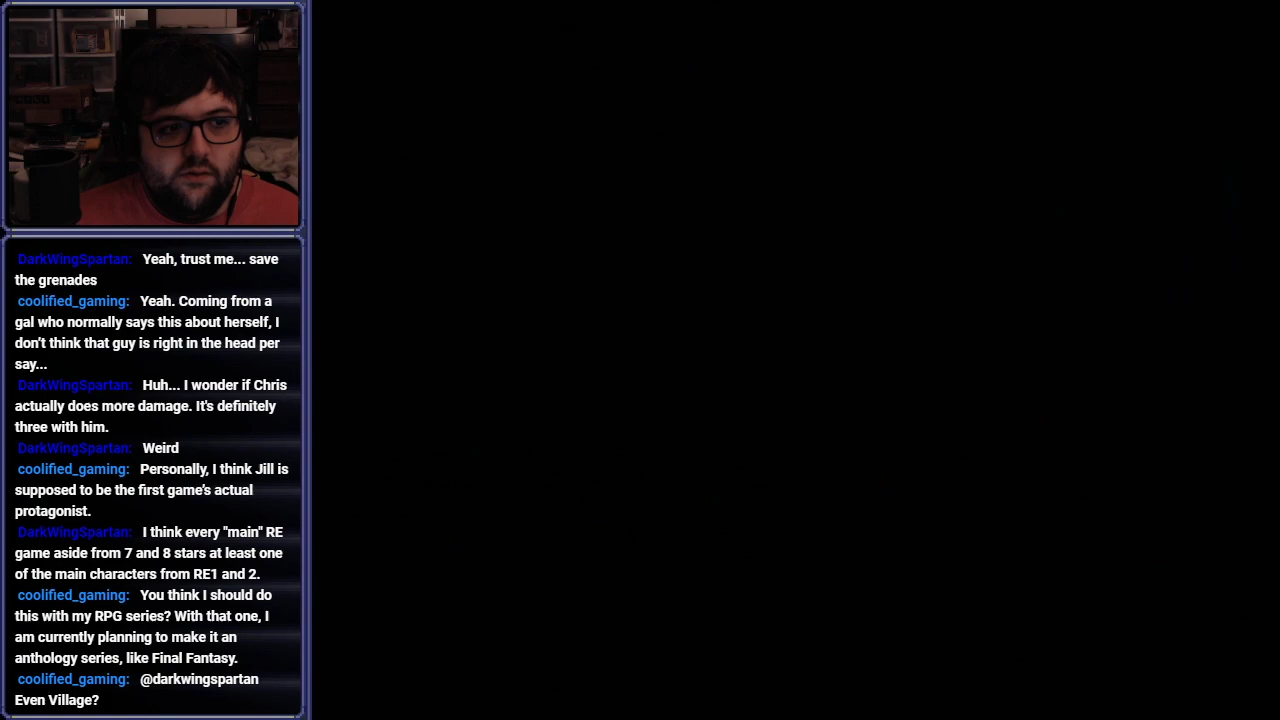 DarkWingSpartan: Yeah, trust me... save
the grenades
coolified_gaming: Yeah. Coming from a
gal who normally says this about herself, I
don't think that guy is right in the head per
say...
DarkWingSpartan: Huh... I wonder if Chris
actually does more damage. It's definitely
three with him.
DarkWingSpartan: Weird
coolified_gaming: Personally, I think Jill is
supposed to be the first game's actual
protagonist.
DarkWingSpartan: I think every "main" RE
game aside from 7 and 8 stars at least one
of the main characters from RE1 and 2.
coolified_gaming: You think I should do
this with my RPG series? With that one, I
am currently planning to make it an
anthology series, like Final Fantasy.
coolified_gaming: @darkwingspartan
Even Village?